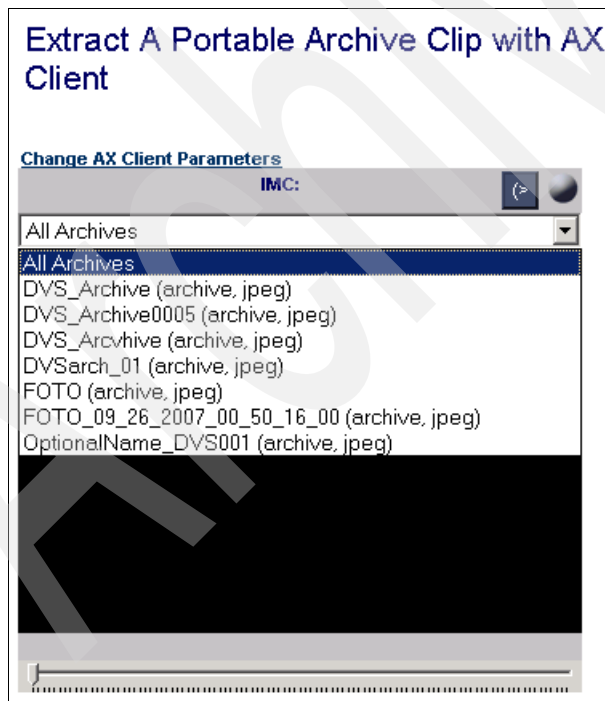 Extract A Portable Archive Clip with AX
Client
Change AX Client Parameters
IMC:
(>
All Archives
All Archives
DVS_Archive (archive, jpeg)
DVS_Archive0005 (archive, jpeg)
DVS_Arcvhive (archive, jpeg)
DVSarch_01 (archive, jpeg)
FOTO (archive, jpeg)
FOTO_09_26_2007_00_50_16_00 (archive, jpeg)
OptionalName_DVS001 (archive, jpeg)